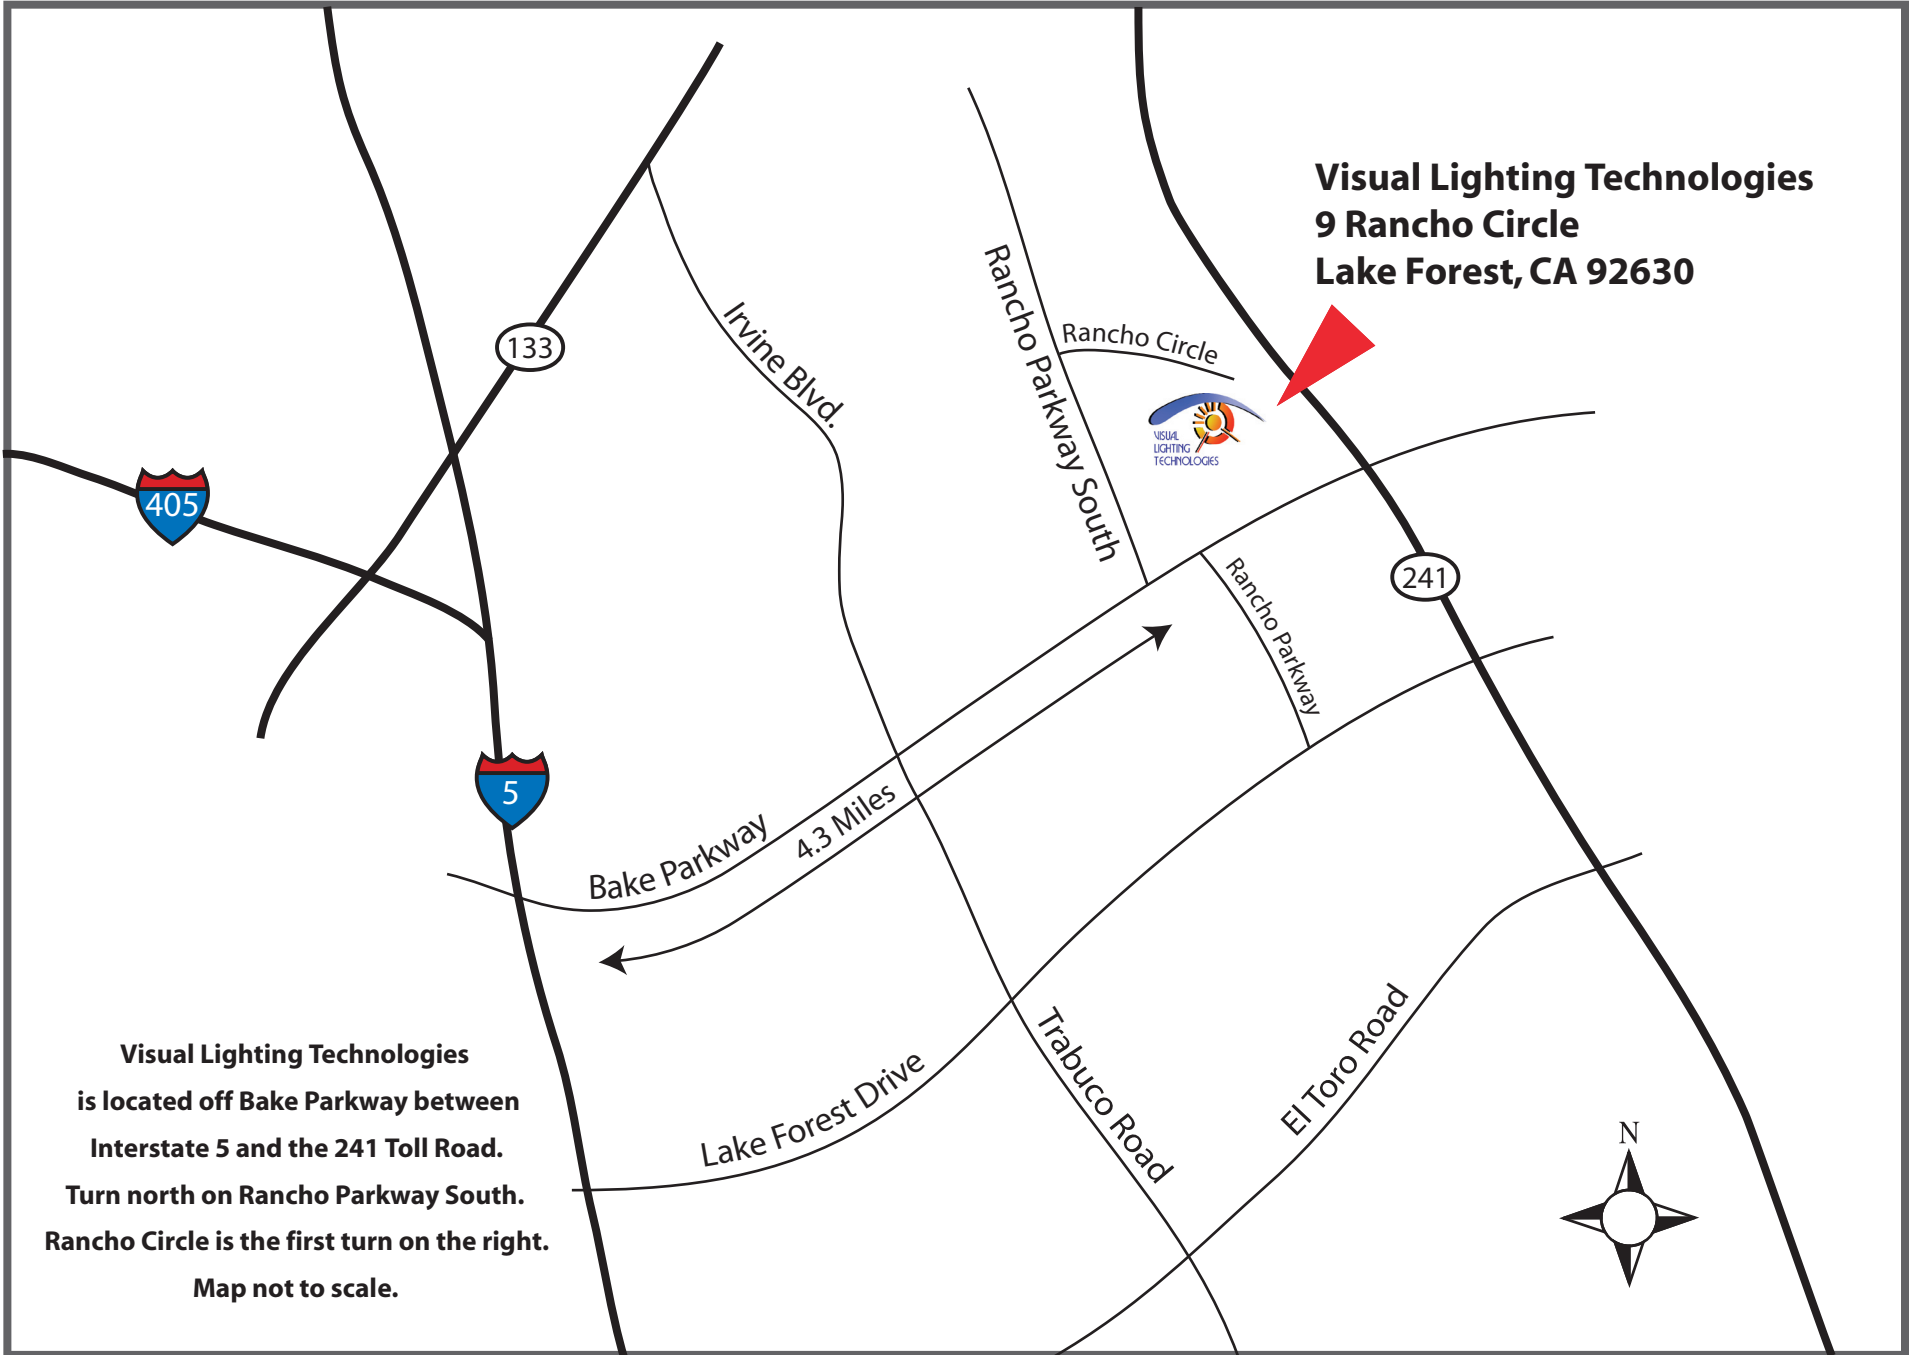 Visual Lighting Technologies
9 Rancho Circle
Lake Forest, CA 92630
133
Irvine Blvd.
Rancho Parkway South
Rancho Circle
VISUAL
LIGHTING
TECHNOLOGIES
405
241
Rancho Parkway
5
Bake Parkway
4.3 Miles
Lake Forest Drive
Trabuco Road
El Toro Road
N
Visual Lighting Technologies
is located off Bake Parkway between
Interstate 5 and the 241 Toll Road.
Turn north on Rancho Parkway South.
Rancho Circle is the first turn on the right.
Map not to scale.